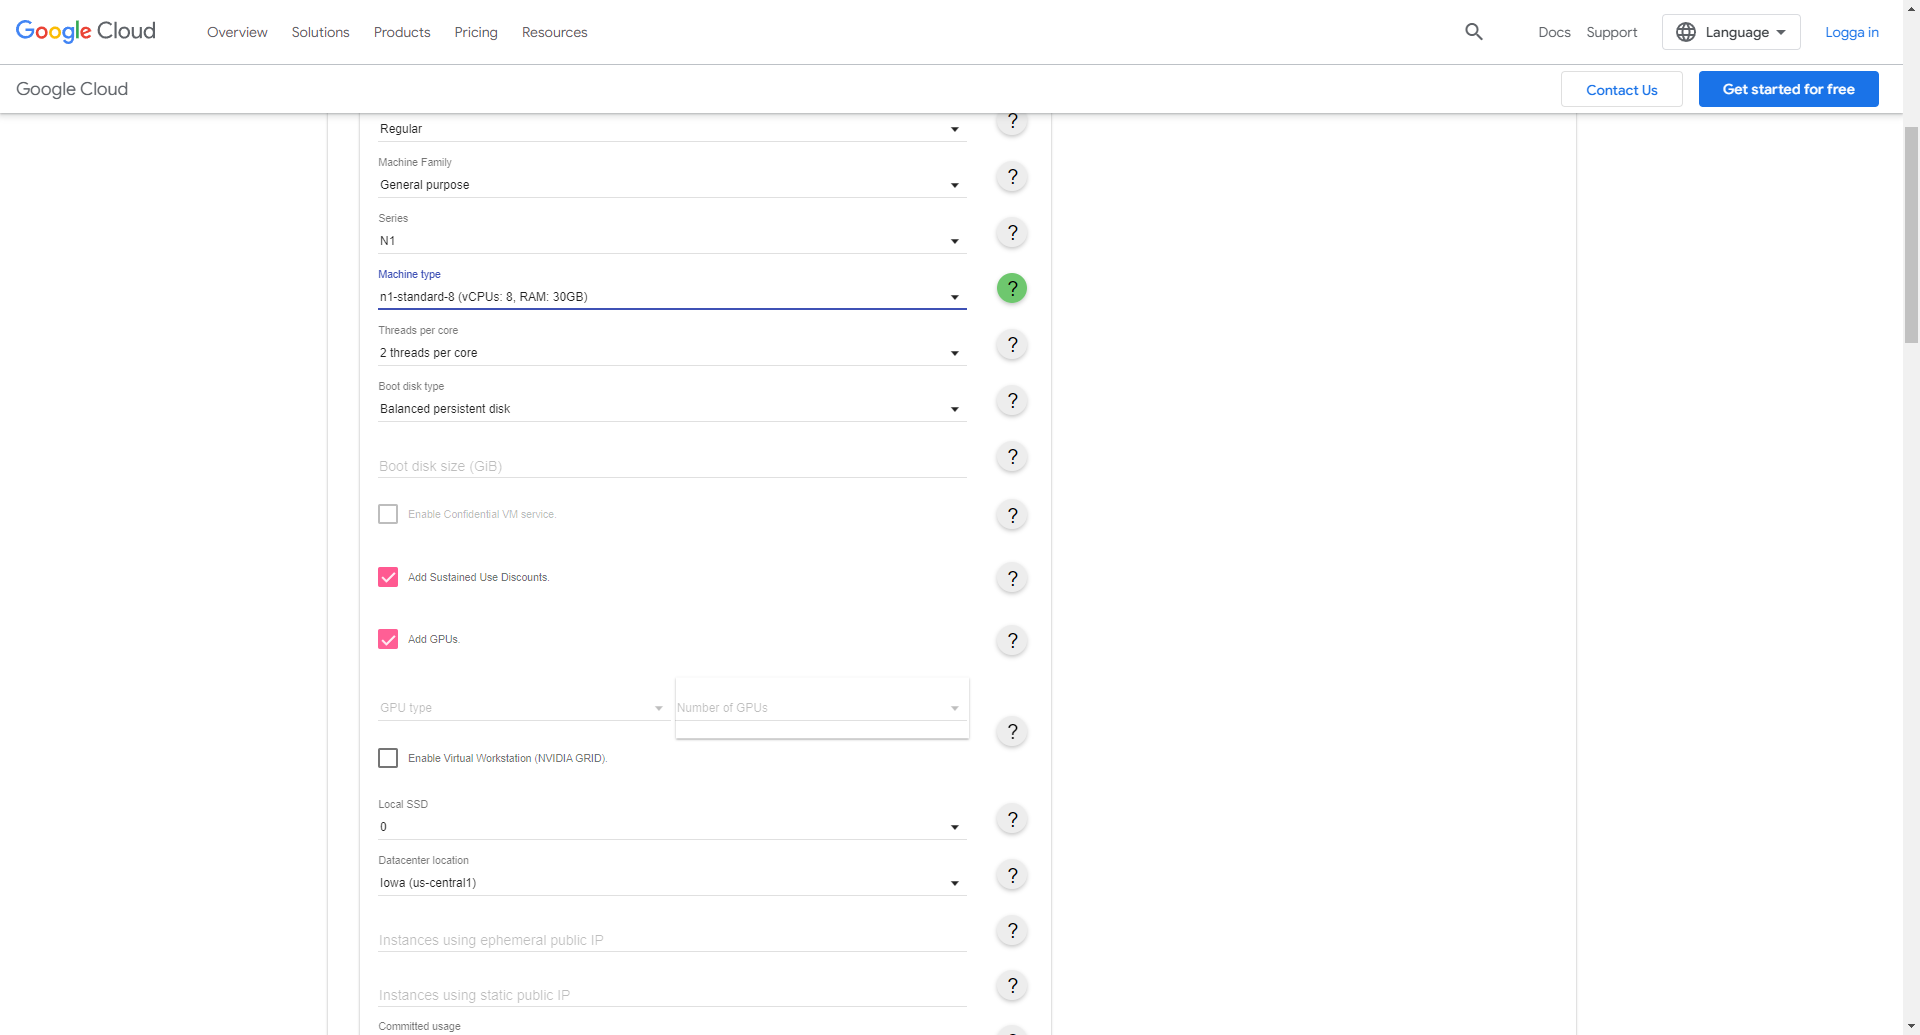 Google Cloud Overview Solutions Products Pricing Resources Docs Support Language Logga in
Google Cloud Contact Us Get started for free
Regular ?
Machine Family
General purpose ?
Series
N1 ?
Machine type
n1-standard-8 (vCPUs: 8, RAM: 30GB) ?
Threads per core
2 threads per core ?
Boot disk type
Balanced persistent disk ?
Boot disk size (GiB) ?
Enable Confidential VM service. ?
Add Sustained Use Discounts. ?
Add GPUs. ?
GPU type Number of GPUs ?
Enable Virtual Workstation (NVIDIA GRID).
Local SSD
0 ?
Datacenter location
Iowa (us-central1) ?
Instances using ephemeral public IP ?
Instances using static public IP ?
Committed usage